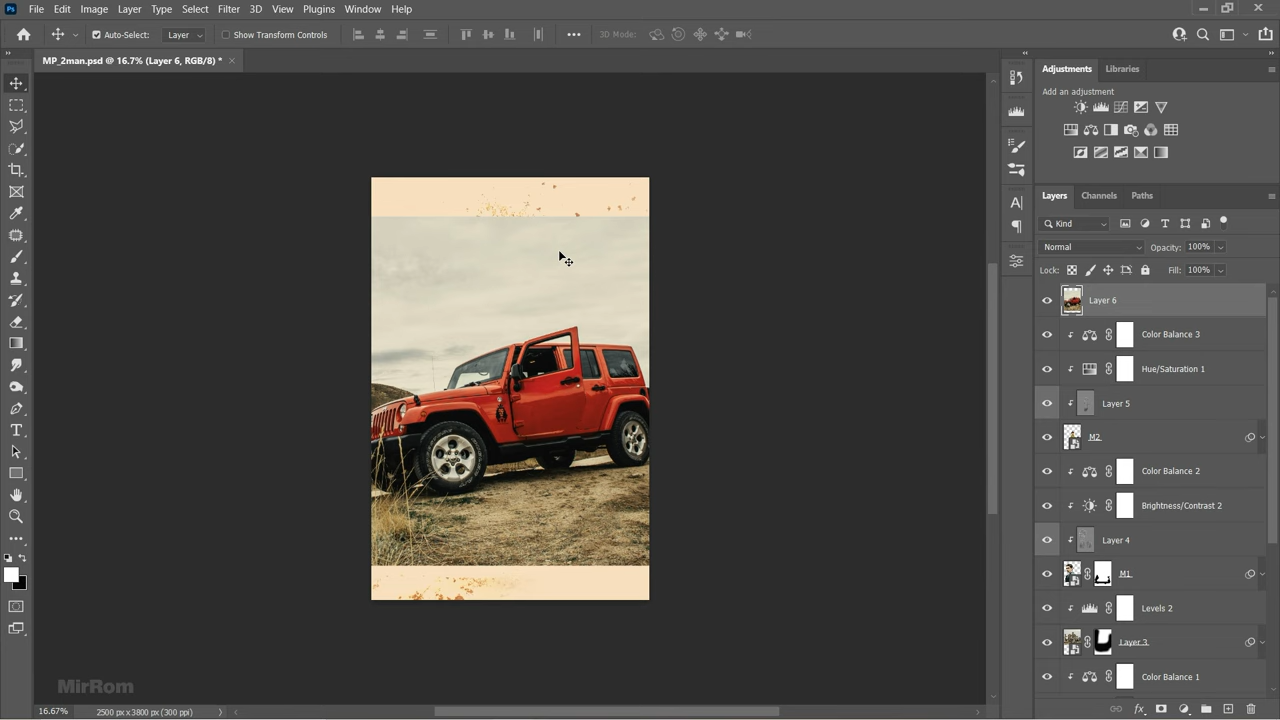 Ps File Edit Image Layer Type Select Filter 3D View Plugins Window Help
Auto-Select: Layer Show Transform Controls 3D Mode:
MP_2man.psd @ 16.7% (Layer 6, RGB/8) *
Adjustments Libraries
Add an adjustment
Layers Channels Paths
Kind
Normal Opacity: 100%
Lock: Fill: 100%
Layer 6
Color Balance 3
Hue/Saturation 1
Layer 5
M2
Color Balance 2
Brightness/Contrast 2
Layer 4
M1
Levels 2
Layer 3
Color Balance 1
MirRom
16.67% 2500 px x 3800 px (300 ppi)